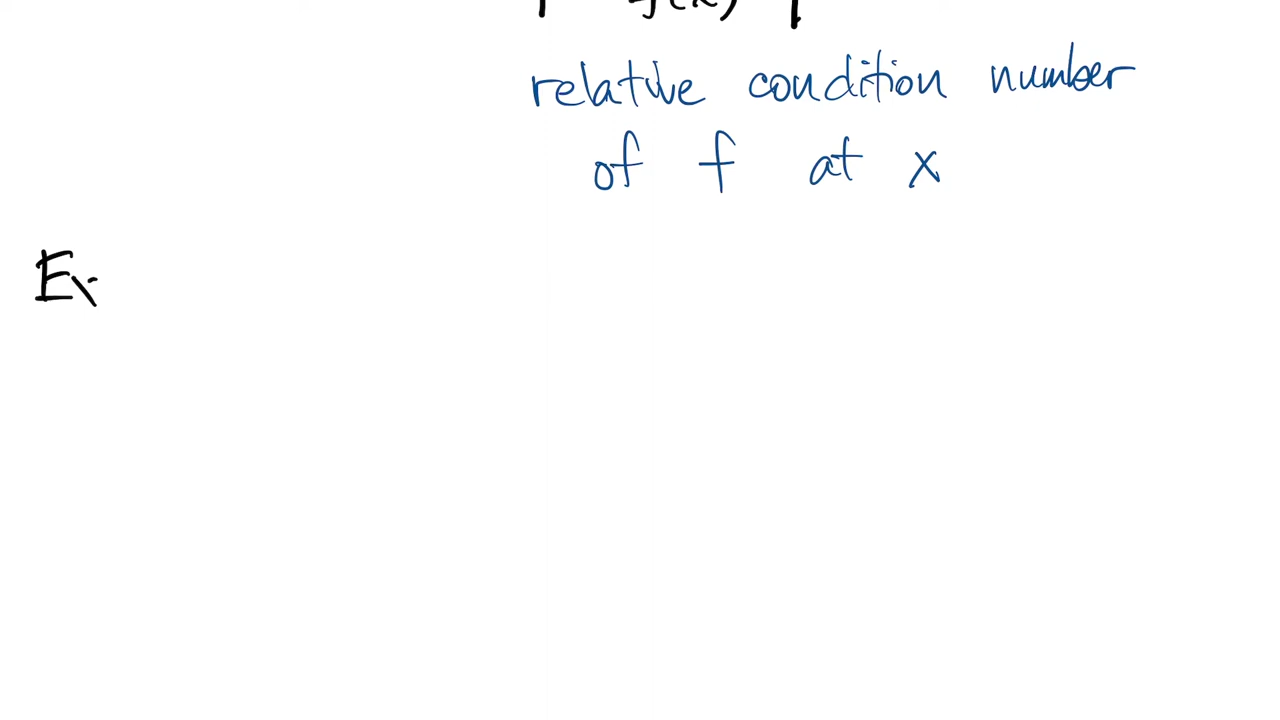 f(x)
relative condition number
of f at x
Ex